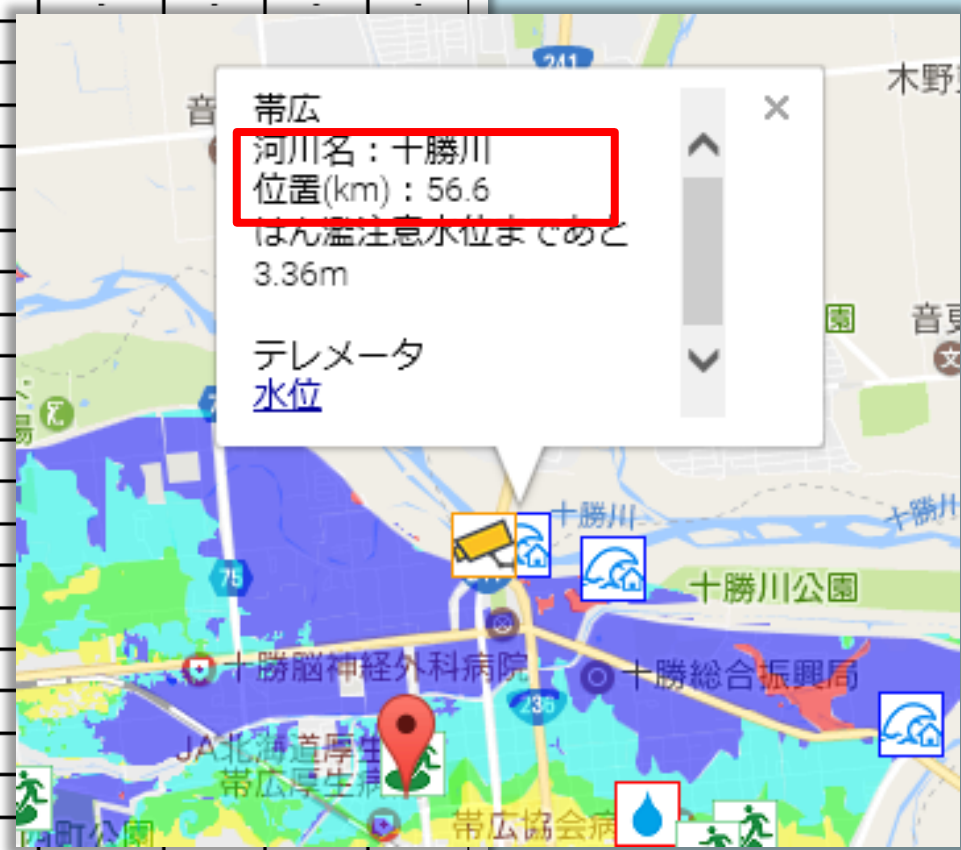 241
木野
音
帯広
河川名：十勝川
位置(km)：56.6
はん濫注意水位まであと
3.36m
テレメータ
水位
園
音更
文
十勝川
十勝川
75
十勝川公園
十勝脳神経外科病院
十勝総合振興局
236
JA北海道厚生
帯広厚生病
帯広協会病
町公園